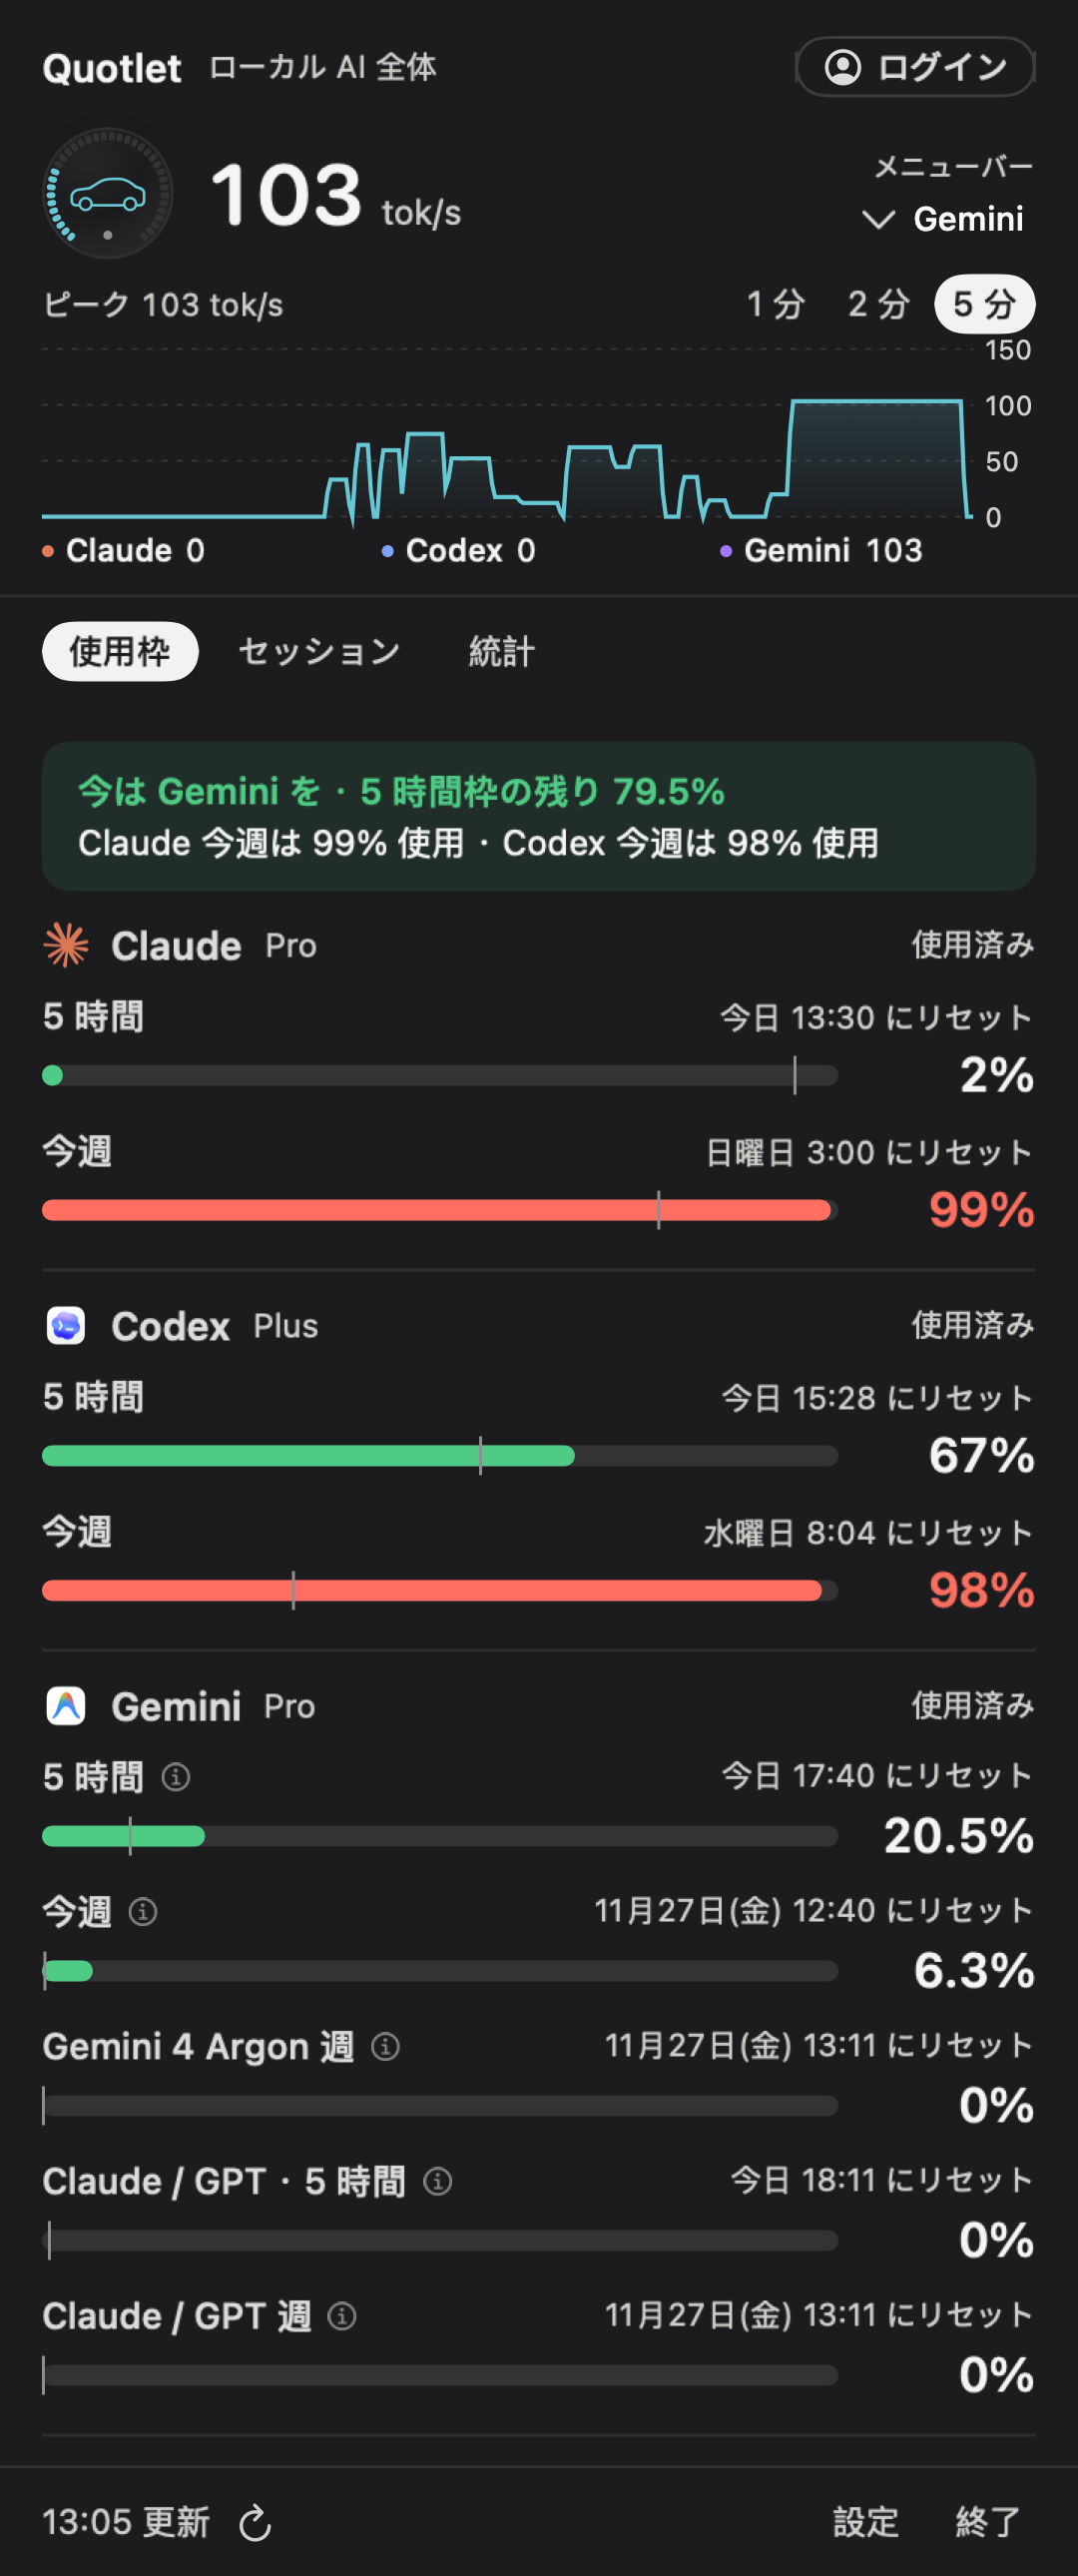 Quotlet ローカル AI 全体 ログイン
103 tok/s
メニューバー
Gemini
ピーク 103 tok/s 1 分 2 分 5 分
150
100
50
0
Claude 0 Codex 0 Gemini 103
使用枠 セッション 統計
今は Gemini を · 5 時間枠の残り 79.5%
Claude 今週は 99% 使用 · Codex 今週は 98% 使用
Claude Pro 使用済み
5 時間 今日 13:30 にリセット
2%
今週 日曜日 3:00 にリセット
99%
Codex Plus 使用済み
5 時間 今日 15:28 にリセット
67%
今週 水曜日 8:04 にリセット
98%
Gemini Pro 使用済み
5 時間 今日 17:40 にリセット
20.5%
今週 11月27日(金) 12:40 にリセット
6.3%
Gemini 4 Argon 週 11月27日(金) 13:11 にリセット
0%
Claude / GPT · 5 時間 今日 18:11 にリセット
0%
Claude / GPT 週 11月27日(金) 13:11 にリセット
0%
13:05 更新 設定 終了